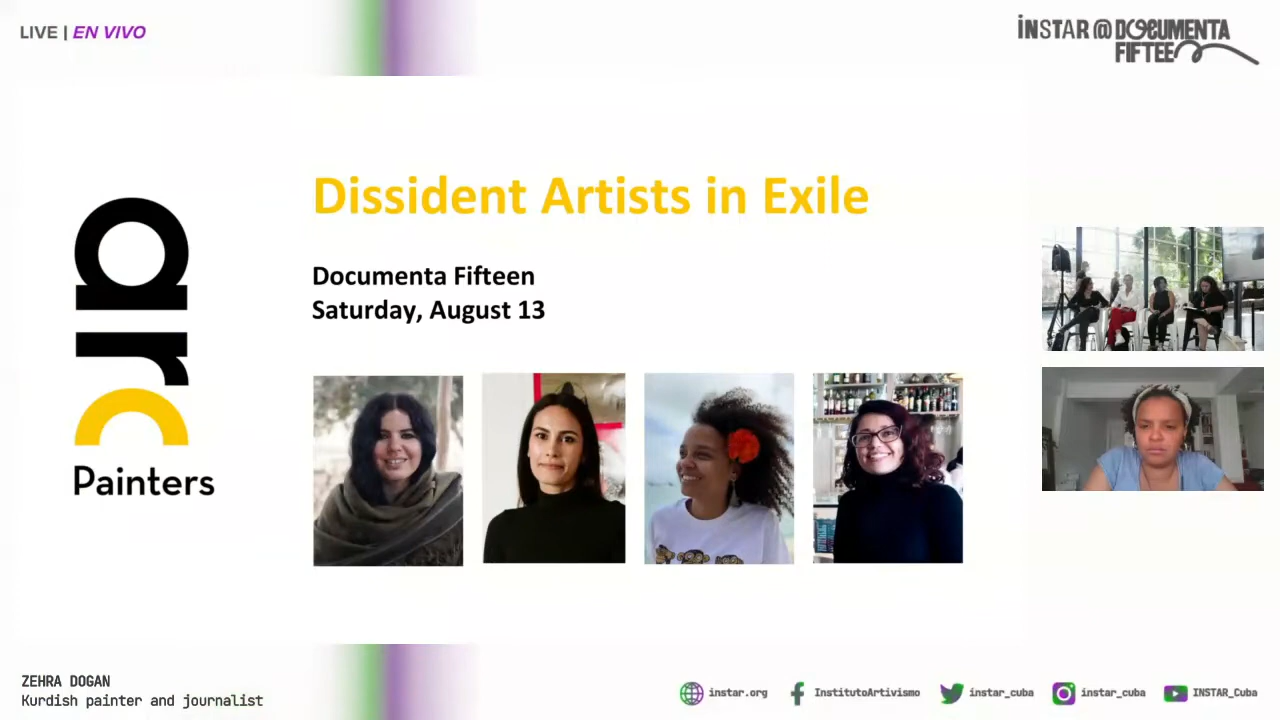 LIVE | EN VIVO
INSTAR @ DOCUMENTA
FIFTEEN
Dissident Artists in Exile
Documenta Fifteen
Saturday, August 13
arc
Painters
ZEHRA DOGAN
Kurdish painter and journalist
instar.org
InstitutoArtivismo
instar_cuba
instar_cuba
INSTAR_Cuba